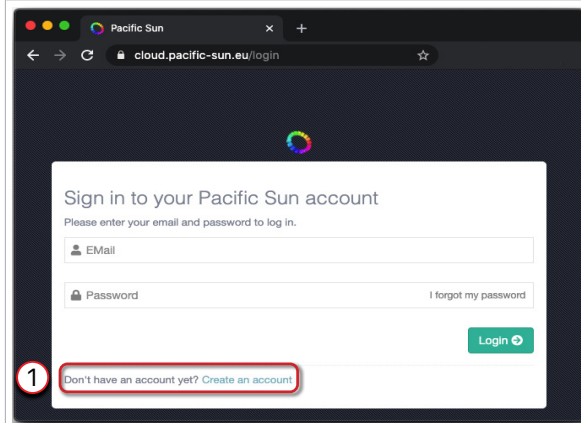 Pacific Sun
cloud.pacific-sun.eu/login
Sign in to your Pacific Sun account
Please enter your email and password to log in.
EMail
Password I forgot my password
Login
1 Don't have an account yet? Create an account